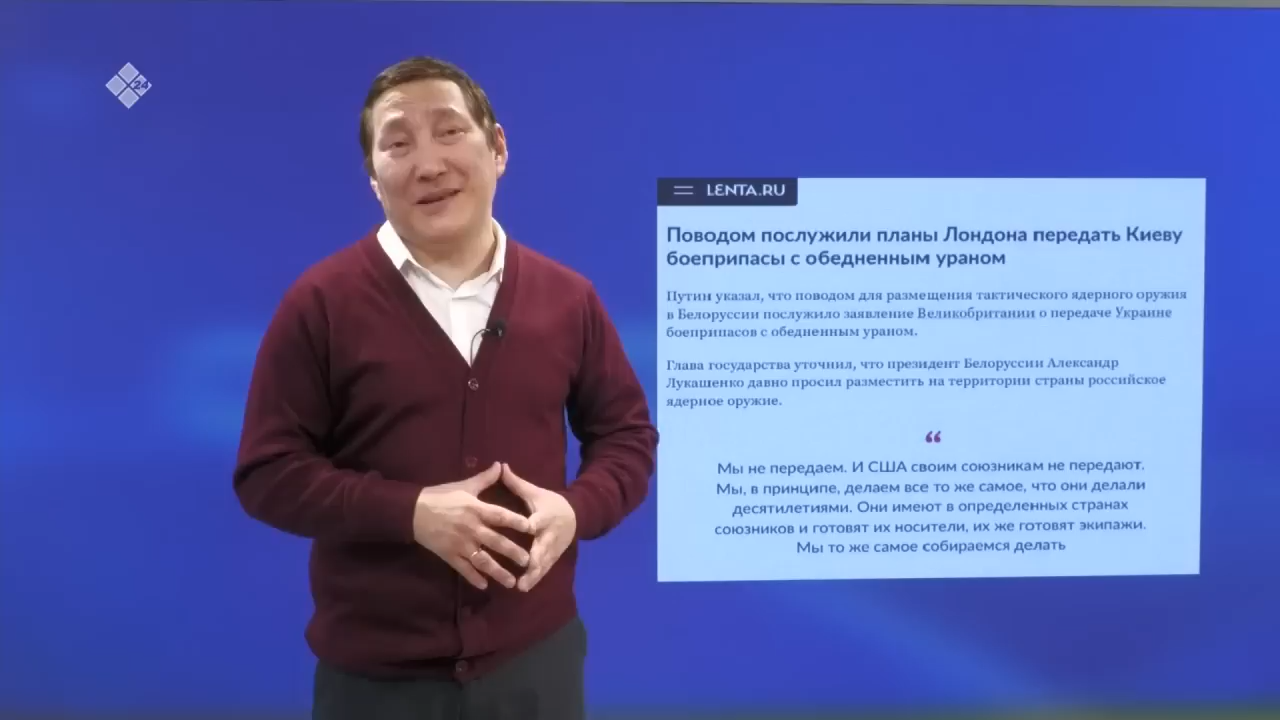 24
LENTA.RU
Поводом послужили планы Лондона передать Киеву
боеприпасы с обедненным ураном
Путин указал, что поводом для размещения тактического ядерного оружия
в Белоруссии послужило заявление Великобритании о передаче Украине
боеприпасов с обедненным ураном.
Глава государства уточнил, что президент Белоруссии Александр
Лукашенко давно просил разместить на территории страны российское
ядерное оружие.
“
Мы не передаем. И США своим союзникам не передают.
Мы, в принципе, делаем все то же самое, что они делали
десятилетиями. Они имеют в определенных странах
союзников и готовят их носители, их же готовят экипажи.
Мы то же самое собираемся делать